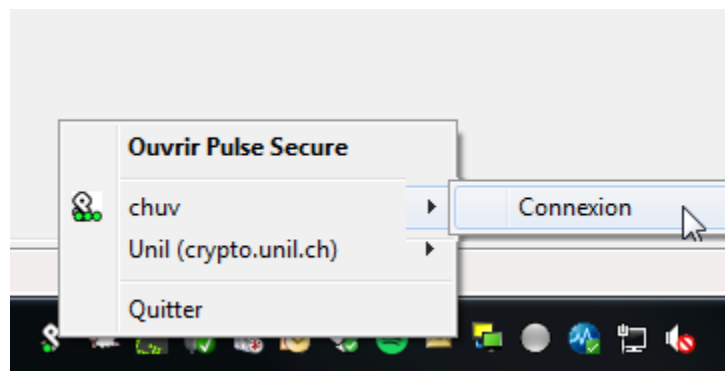 Ouvrir Pulse Secure
chuv
Connexion
Unil (crypto.unil.ch)
Quitter